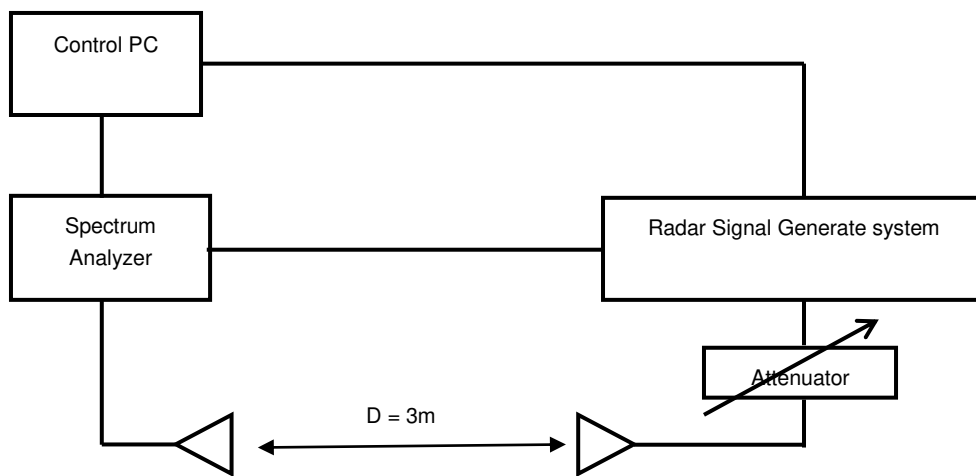 Control PC
Spectrum
Analyzer
Radar Signal Generate system
Attenuator
D = 3m